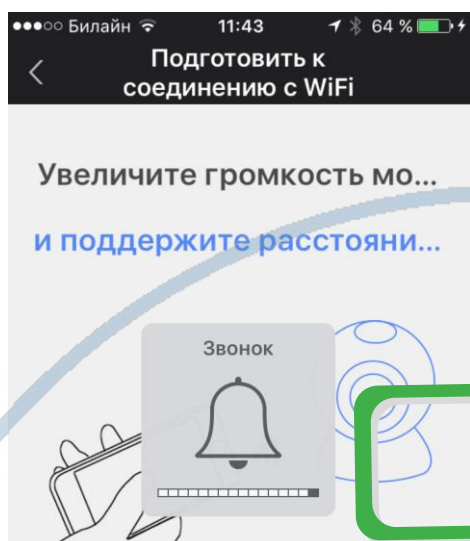 Билайн 11:43 64 %
Подготовить к
соединению с WiFi
Увеличите громкость мо...
и поддержите расстояни...
Звонок